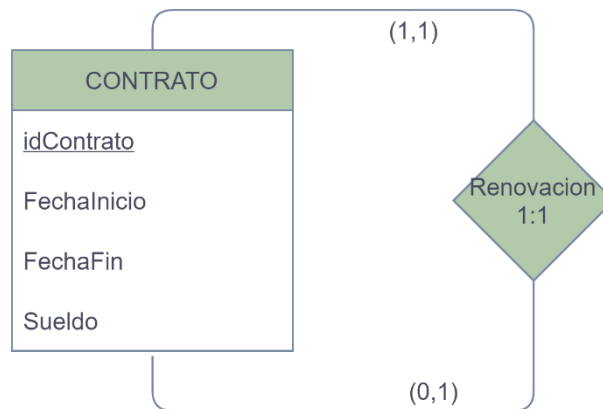 (1,1)
CONTRATO
idContrato
FechaInicio
FechaFin
Sueldo
Renovacion
1:1
(0,1)